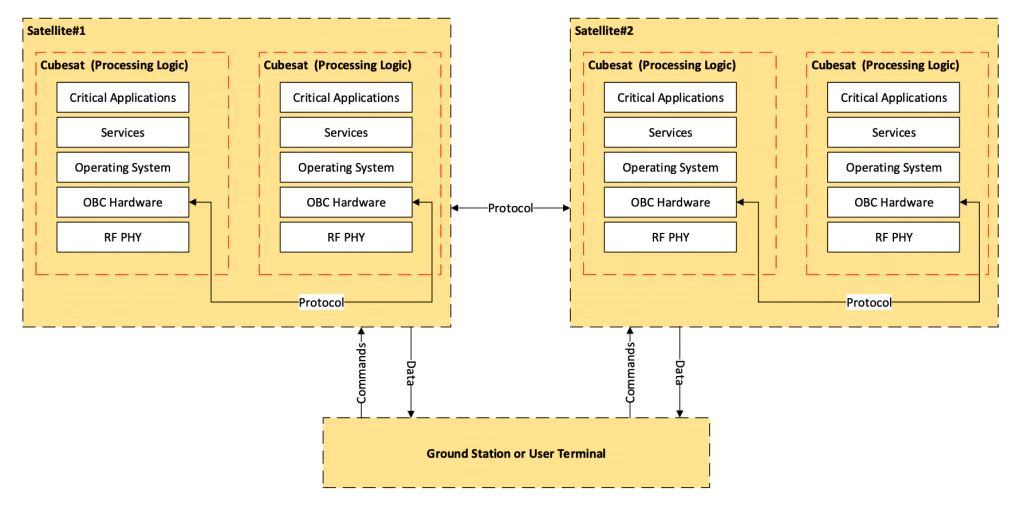 Satellite#1
Cubesat (Processing Logic)
Critical Applications
Services
Operating System
OBC Hardware
RF PHY
Cubesat (Processing Logic)
Critical Applications
Services
Operating System
OBC Hardware
RF PHY
Protocol
Protocol
Satellite#2
Cubesat (Processing Logic)
Critical Applications
Services
Operating System
OBC Hardware
RF PHY
Cubesat (Processing Logic)
Critical Applications
Services
Operating System
OBC Hardware
RF PHY
Protocol
Commands
Data
Commands
Data
Ground Station or User Terminal